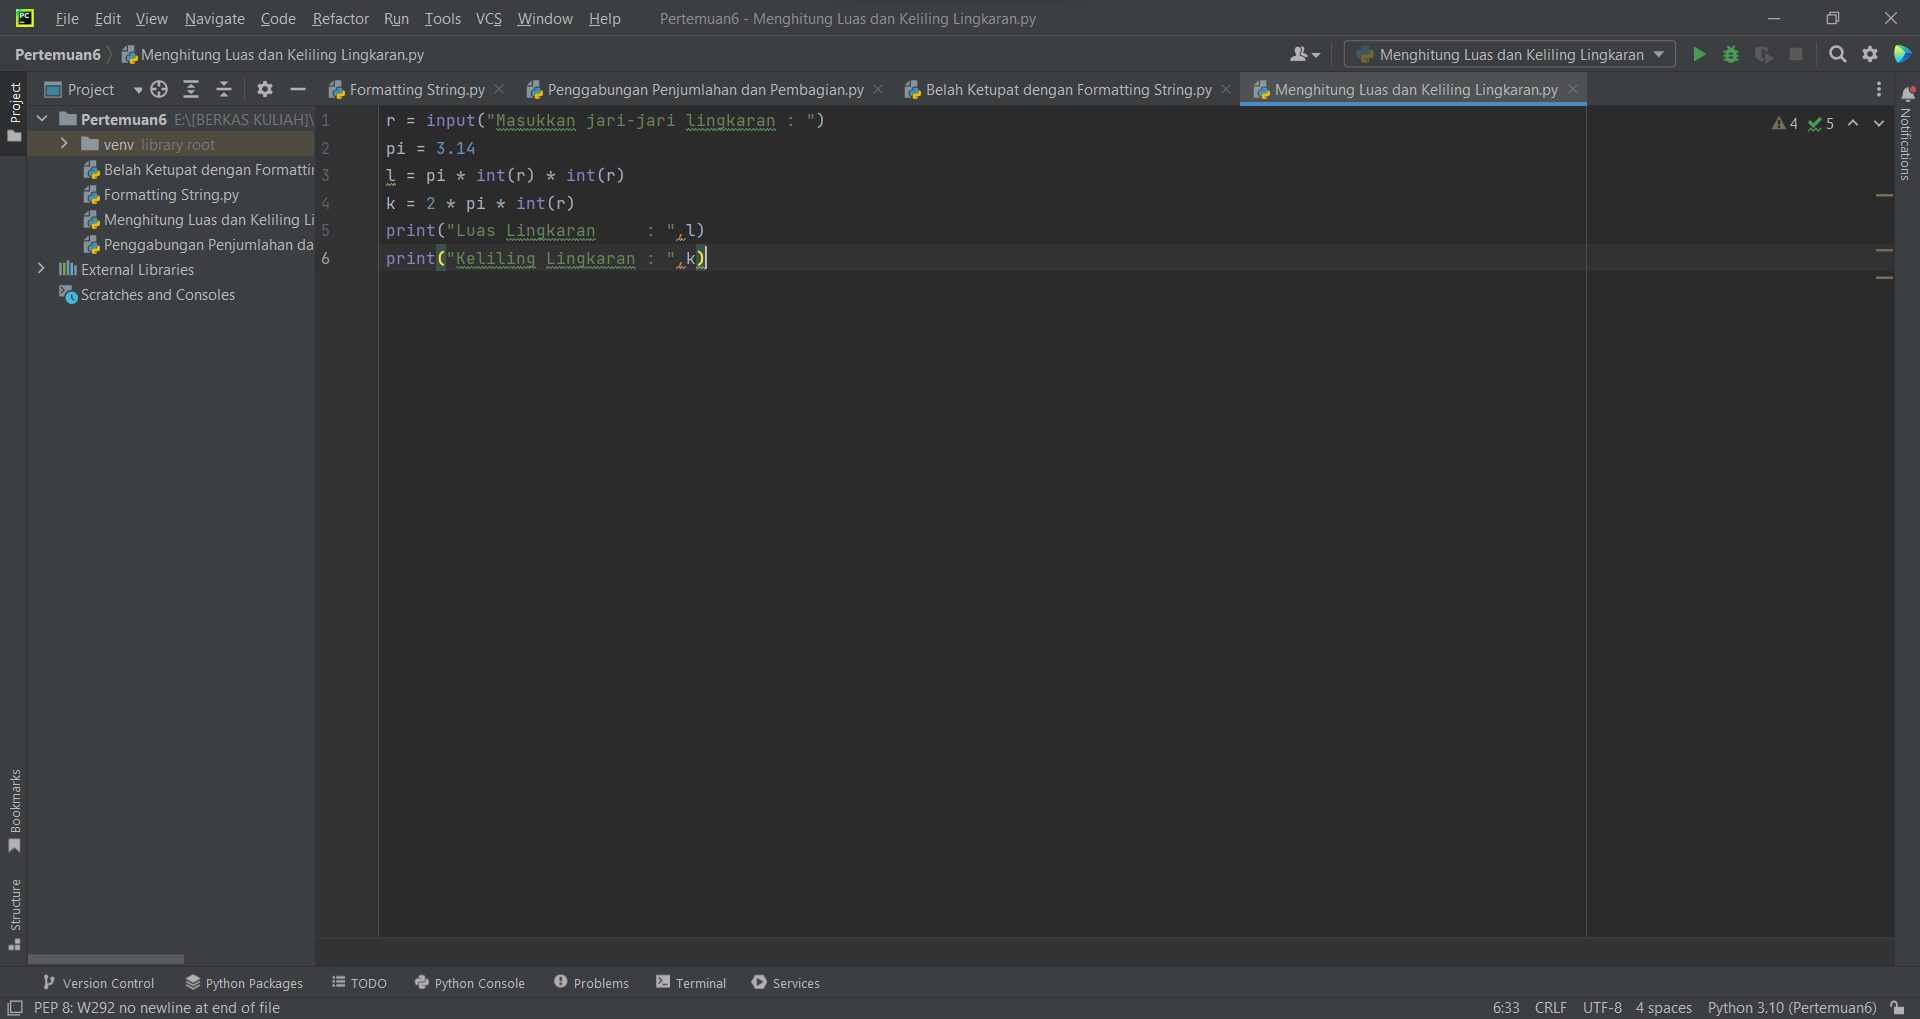 PC
File Edit View Navigate Code Refactor Run Tools VCS Window Help Pertemuan6 - Menghitung Luas dan Keliling Lingkaran.py
Pertemuan6 Menghitung Luas dan Keliling Lingkaran.py Menghitung Luas dan Keliling Lingkaran
Project Formatting String.py Penggabungan Penjumlahan dan Pembagian.py Belah Ketupat dengan Formatting String.py Menghitung Luas dan Keliling Lingkaran.py
Project
Pertemuan6 E:\[BERKAS KULIAH]\
venv library root
Belah Ketupat dengan Formattir
Formatting String.py
Menghitung Luas dan Keliling Li
Penggabungan Penjumlahan da
External Libraries
Scratches and Consoles
1 r = input("Masukkan jari-jari lingkaran : ")
2 pi = 3.14
3 l = pi * int(r) * int(r)
4 k = 2 * pi * int(r)
5 print("Luas Lingkaran     : ",l)
6 print("Keliling Lingkaran : ",k)
4 5
Notifications
Bookmarks
Structure
Version Control Python Packages TODO Python Console Problems Terminal Services
PEP 8: W292 no newline at end of file 6:33 CRLF UTF-8 4 spaces Python 3.10 (Pertemuan6)